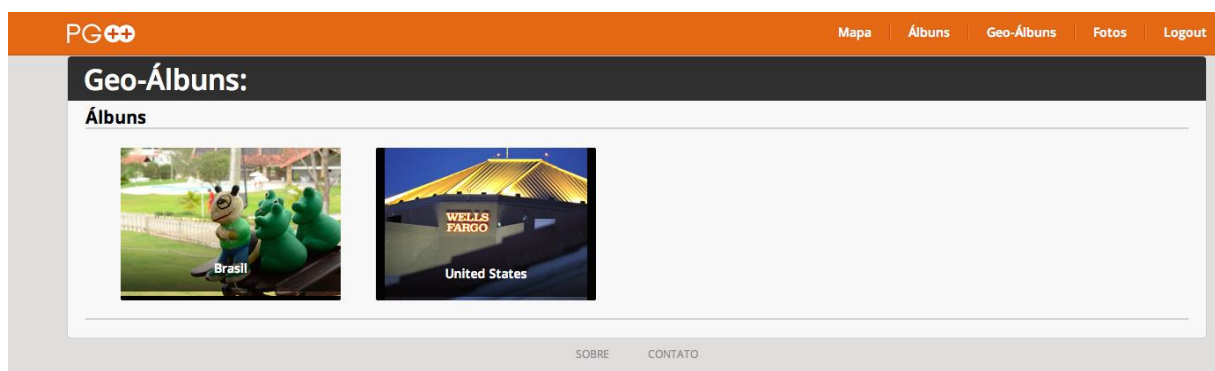 PG++
Mapa Álbuns Geo-Álbuns Fotos Logout
Geo-Álbuns:
Álbuns
WELLS
FARGO
Brasil
United States
SOBRE CONTATO